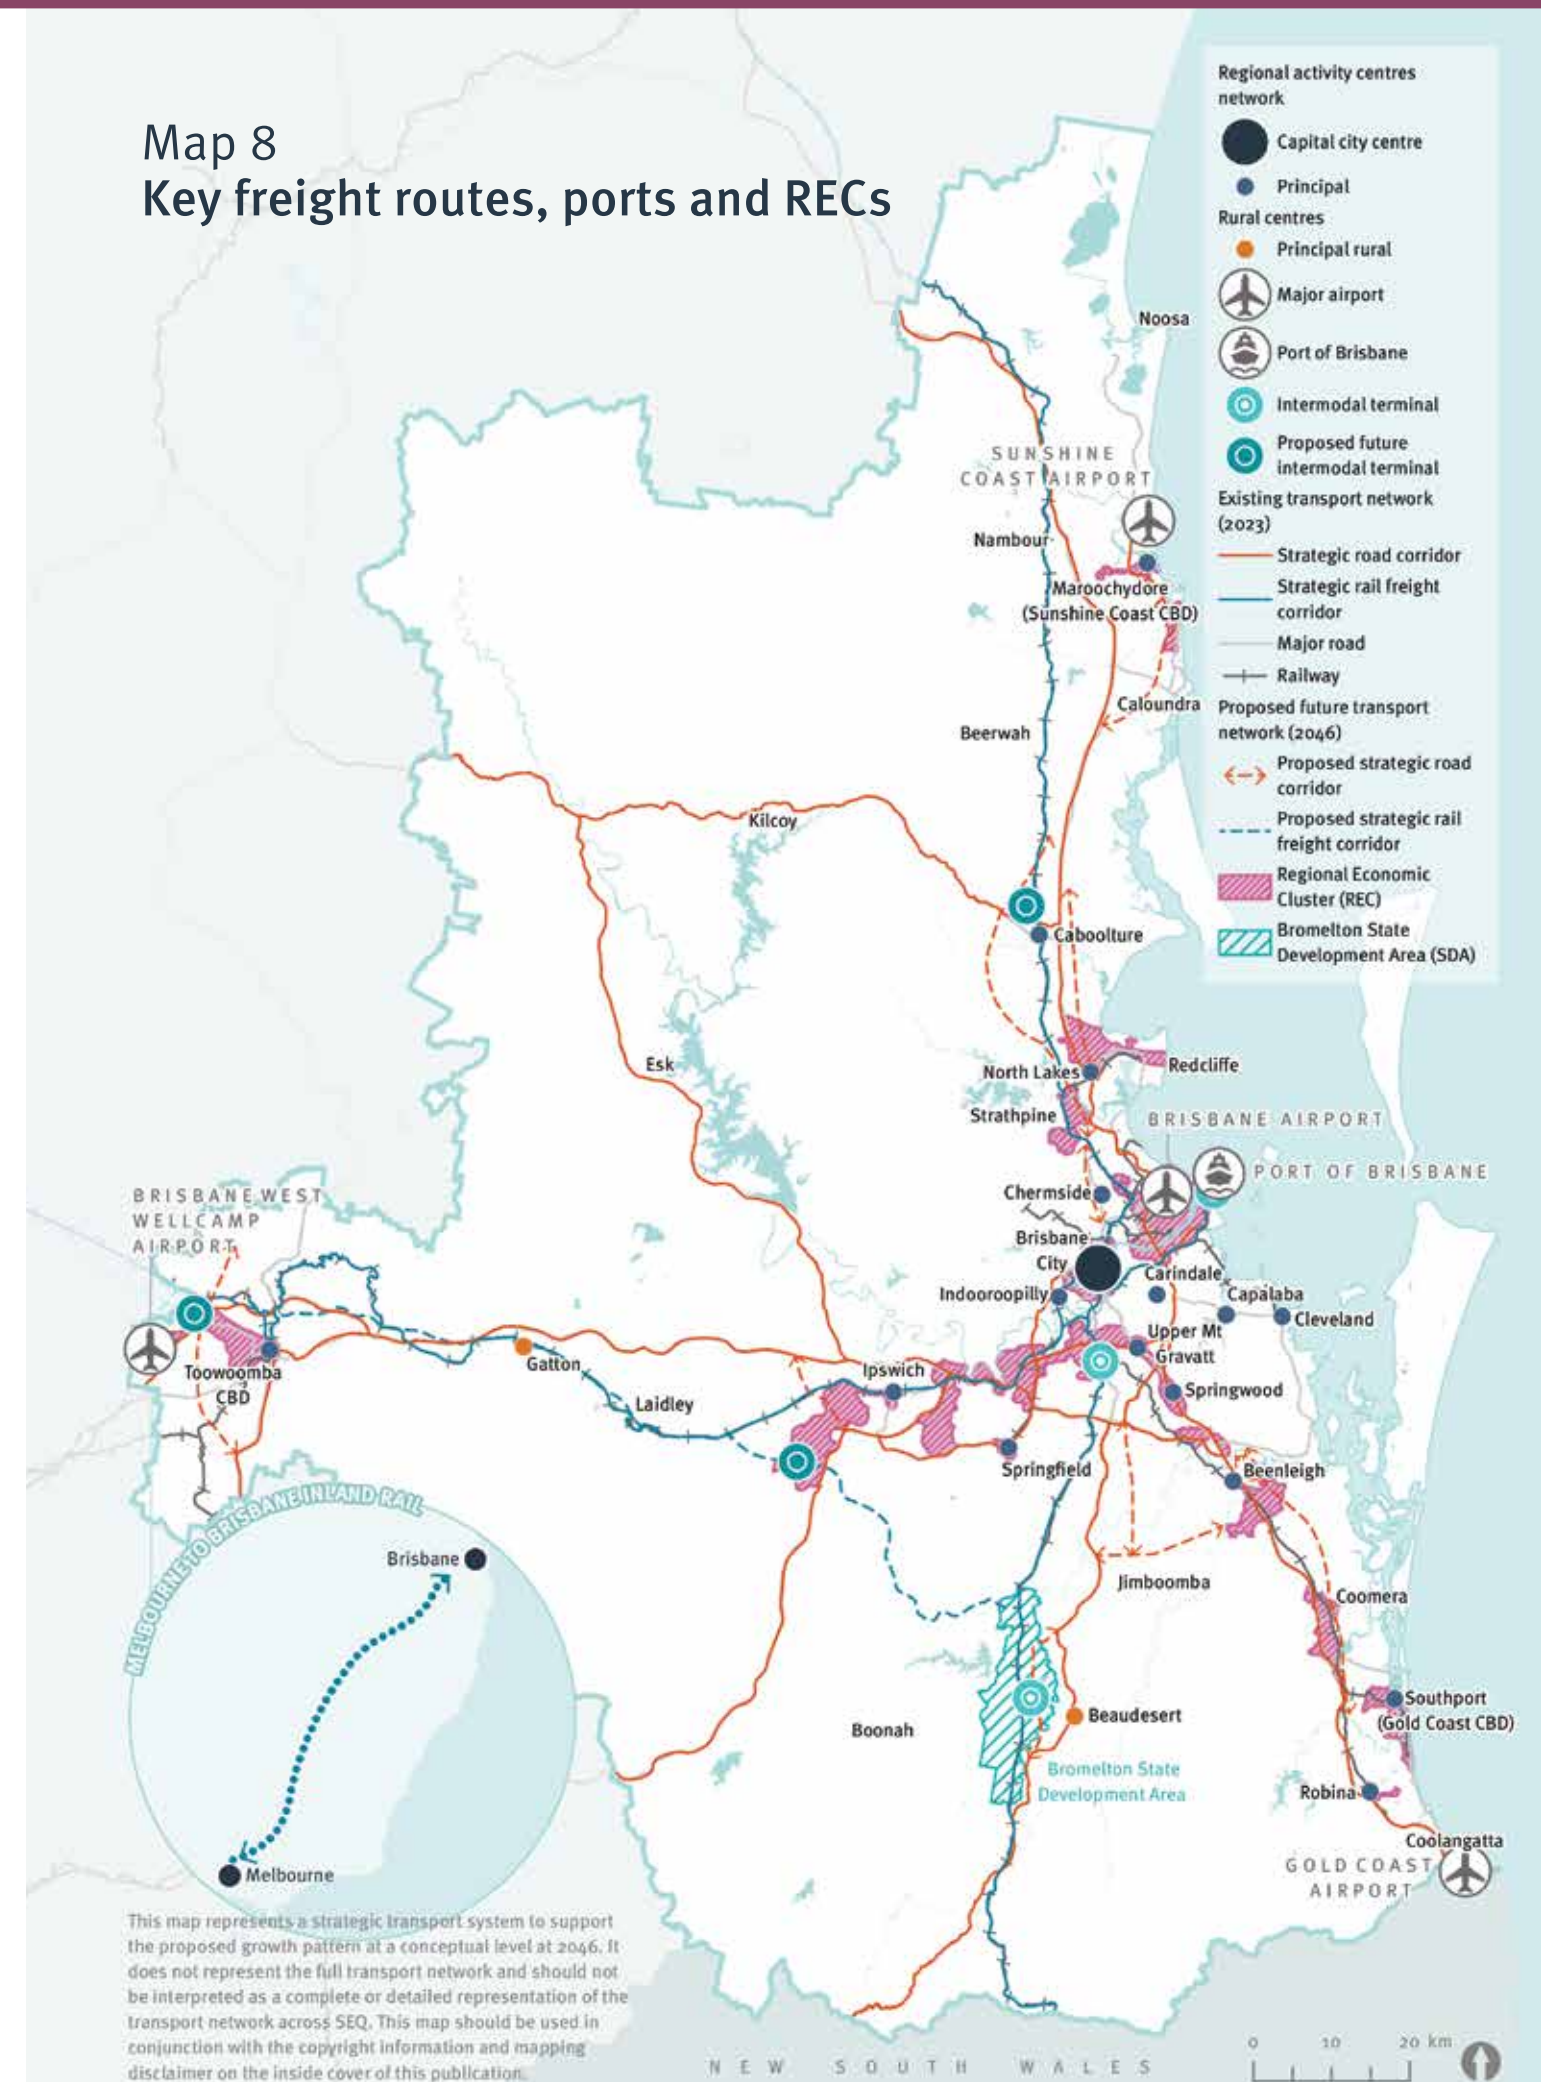 Map 8
Key freight routes, ports and RECs
Regional activity centres
network
Capital city centre
Principal
Rural centres
Principal rural
Major airport
Port of Brisbane
Intermodal terminal
Proposed future
intermodal terminal
Existing transport network
(2023)
Strategic road corridor
Strategic rail freight
corridor
Major road
Railway
Proposed future transport
network (2046)
Proposed strategic road
corridor
Proposed strategic rail
freight corridor
Regional Economic
Cluster (REC)
Bromelton State
Development Area (SDA)
Noosa
SUNSHINE
COAST AIRPORT
Nambour
Maroochydore
(Sunshine Coast CBD)
Caloundra
Beerwah
Kilcoy
Caboolture
Esk
North Lakes
Redcliffe
Strathpine
BRISBANE AIRPORT
PORT OF BRISBANE
Chermside
BRISBANE WEST
WELLCAMP
AIRPORT
Brisbane
City
Carindale
Indooroopilly
Capalaba
Cleveland
Upper Mt
Gravatt
Gatton
Ipswich
Toowoomba
CBD
Springwood
Laidley
Springfield
Beenleigh
MELBOURNE TO BRISBANE INLAND RAIL
Brisbane
Jimboomba
Coomera
Southport
(Gold Coast CBD)
Boonah
Beaudesert
Bromelton State
Development Area
Robina
Coolangatta
GOLD COAST
AIRPORT
Melbourne
This map represents a strategic transport system to support
the proposed growth pattern at a conceptual level at 2046. It
does not represent the full transport network and should not
be interpreted as a complete or detailed representation of the
transport network across SEQ. This map should be used in
conjunction with the copyright information and mapping
disclaimer on the inside cover of this publication.
NEW SOUTH WALES
0 10 20 km